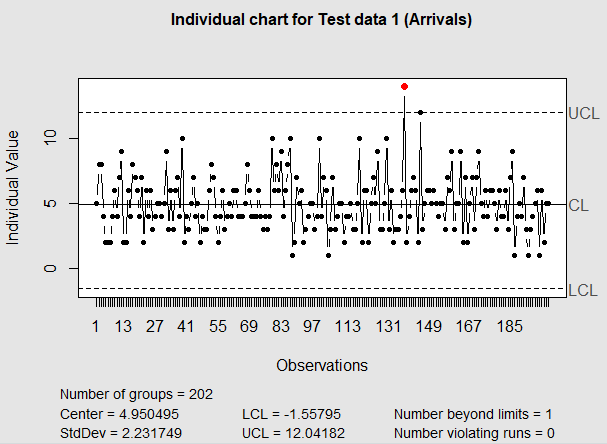 Individual chart for Test data 1 (Arrivals)
Individual Value
10
5
0
UCL
CL
LCL
1 13 27 41 55 69 83 97 113 131 149 167 185
Observations
Number of groups = 202
Center = 4.950495 LCL = -1.55795 Number beyond limits = 1
StdDev = 2.231749 UCL = 12.04182 Number violating runs = 0